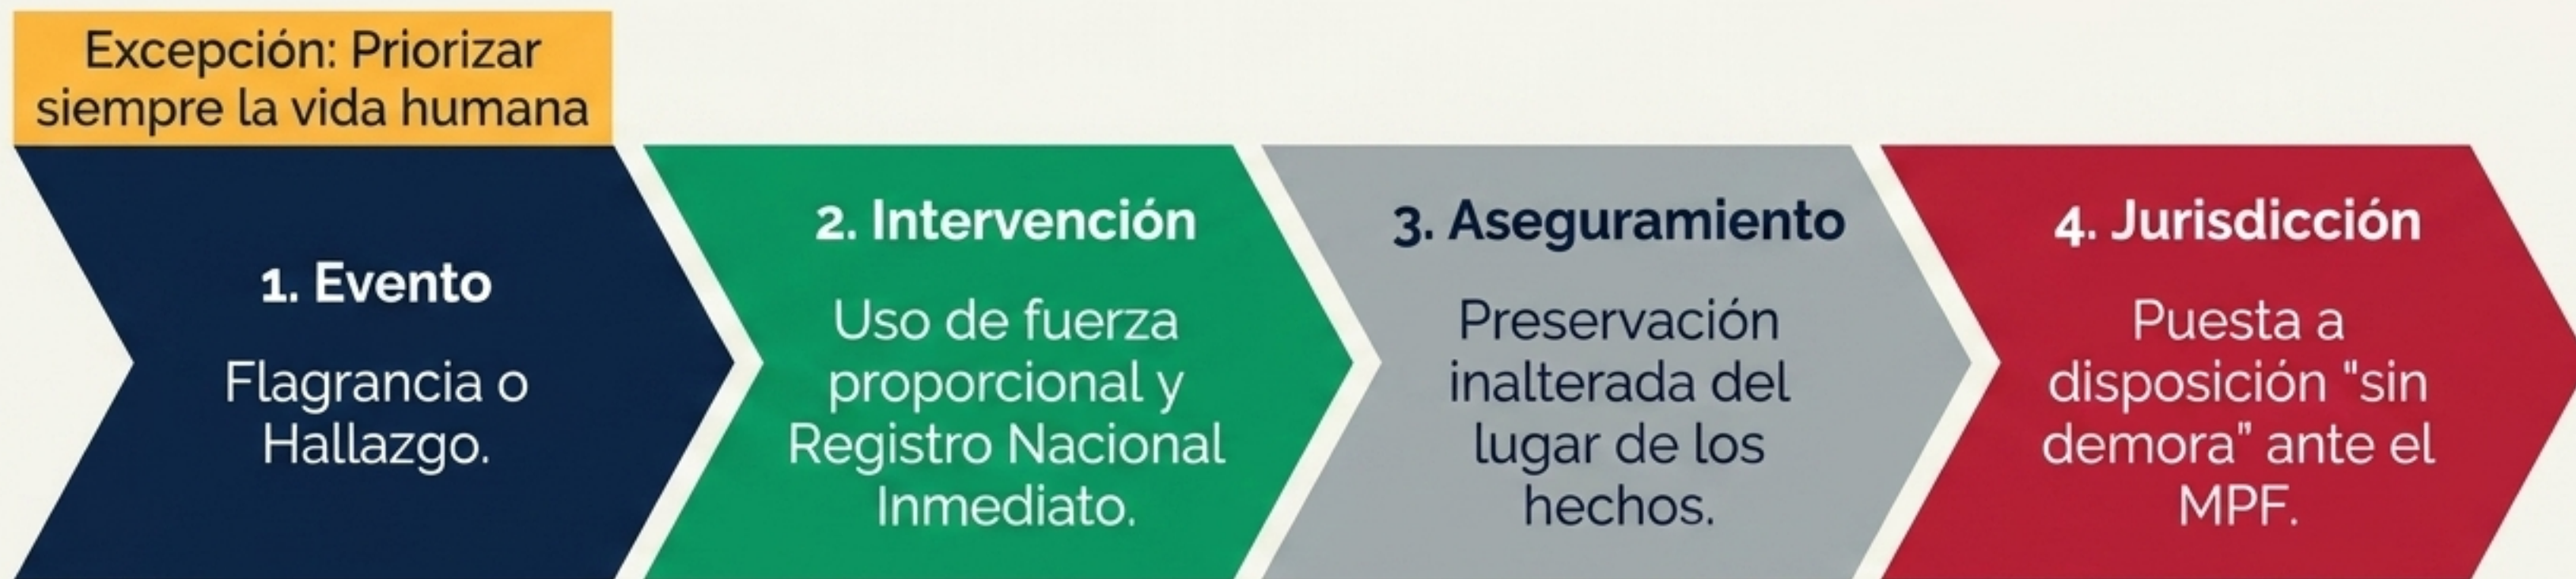 Excepción: Priorizar
siempre la vida humana
1. Evento
Flagrancia o
Hallazgo.
2. Intervención
Uso de fuerza
proporcional y
Registro Nacional
Inmediato.
3. Aseguramiento
Preservación
inalterada del
lugar de los
hechos.
4. Jurisdicción
Puesta a
disposición "sin
demora" ante el
MPF.